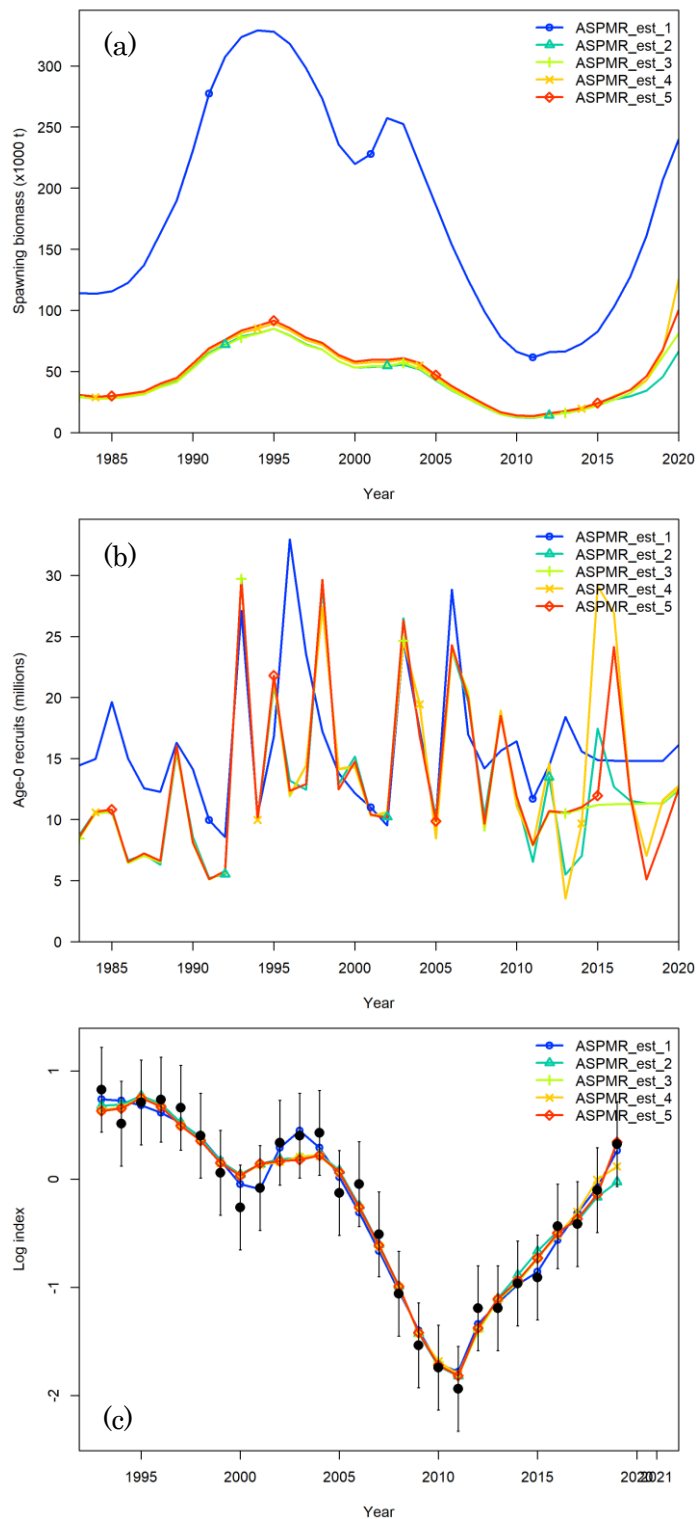 (a)
ASPMR_est_1
ASPMR_est_2
ASPMR_est_3
ASPMR_est_4
ASPMR_est_5
Spawning biomass (x1000 t)
300
250
200
150
100
50
0
1985 1990 1995 2000 2005 2010 2015 2020
Year
(b)
ASPMR_est_1
ASPMR_est_2
ASPMR_est_3
ASPMR_est_4
ASPMR_est_5
Age-0 recruits (millions)
30
25
20
15
10
5
0
1985 1990 1995 2000 2005 2010 2015 2020
Year
ASPMR_est_1
ASPMR_est_2
ASPMR_est_3
ASPMR_est_4
ASPMR_est_5
Log index
1
0
-1
-2
(c)
1995 2000 2005 2010 2015 2020 2021
Year